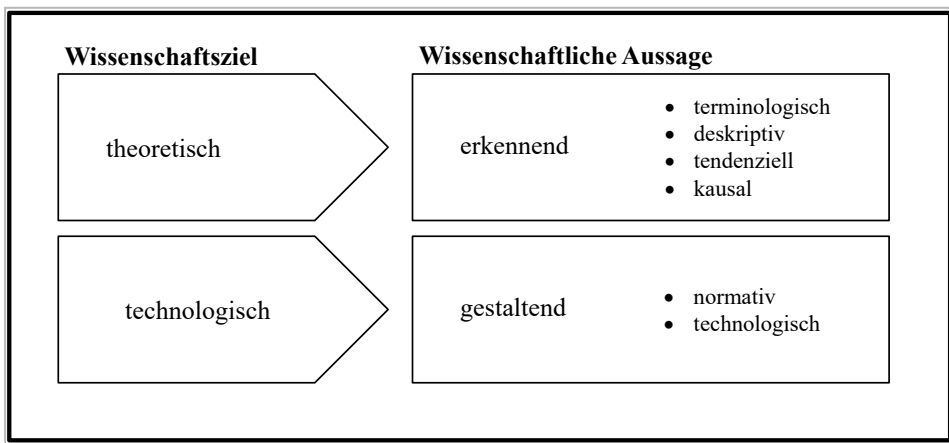 Wissenschaftsziel
Wissenschaftliche Aussage
theoretisch
erkennend
• terminologisch
• deskriptiv
• tendenziell
• kausal
technologisch
gestaltend
• normativ
• technologisch